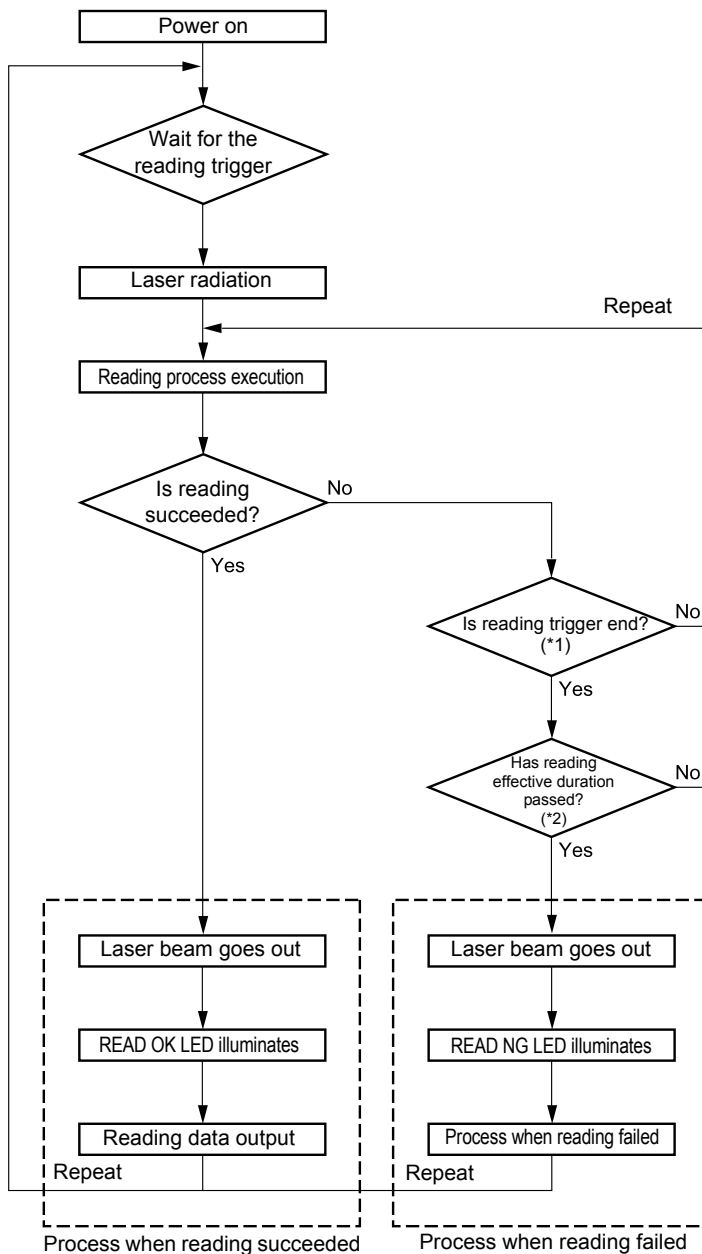 Power on
Wait for the
reading trigger
Laser radiation
Repeat
Reading process execution
Is reading
succeeded?
No
Yes
Is reading trigger end?
(*1)
No
Yes
Has reading
effective duration
passed?
(*2)
No
Yes
Laser beam goes out
Laser beam goes out
READ OK LED illuminates
READ NG LED illuminates
Reading data output
Process when reading failed
Repeat
Repeat
Process when reading succeeded
Process when reading failed